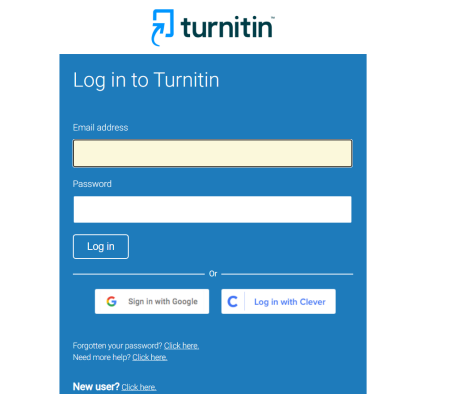 turnitin™
Log in to Turnitin
Email address
Password
Log in
Or
Sign in with Google
Log in with Clever
Forgotten your password? Click here.
Need more help? Click here.
New user? Click here.